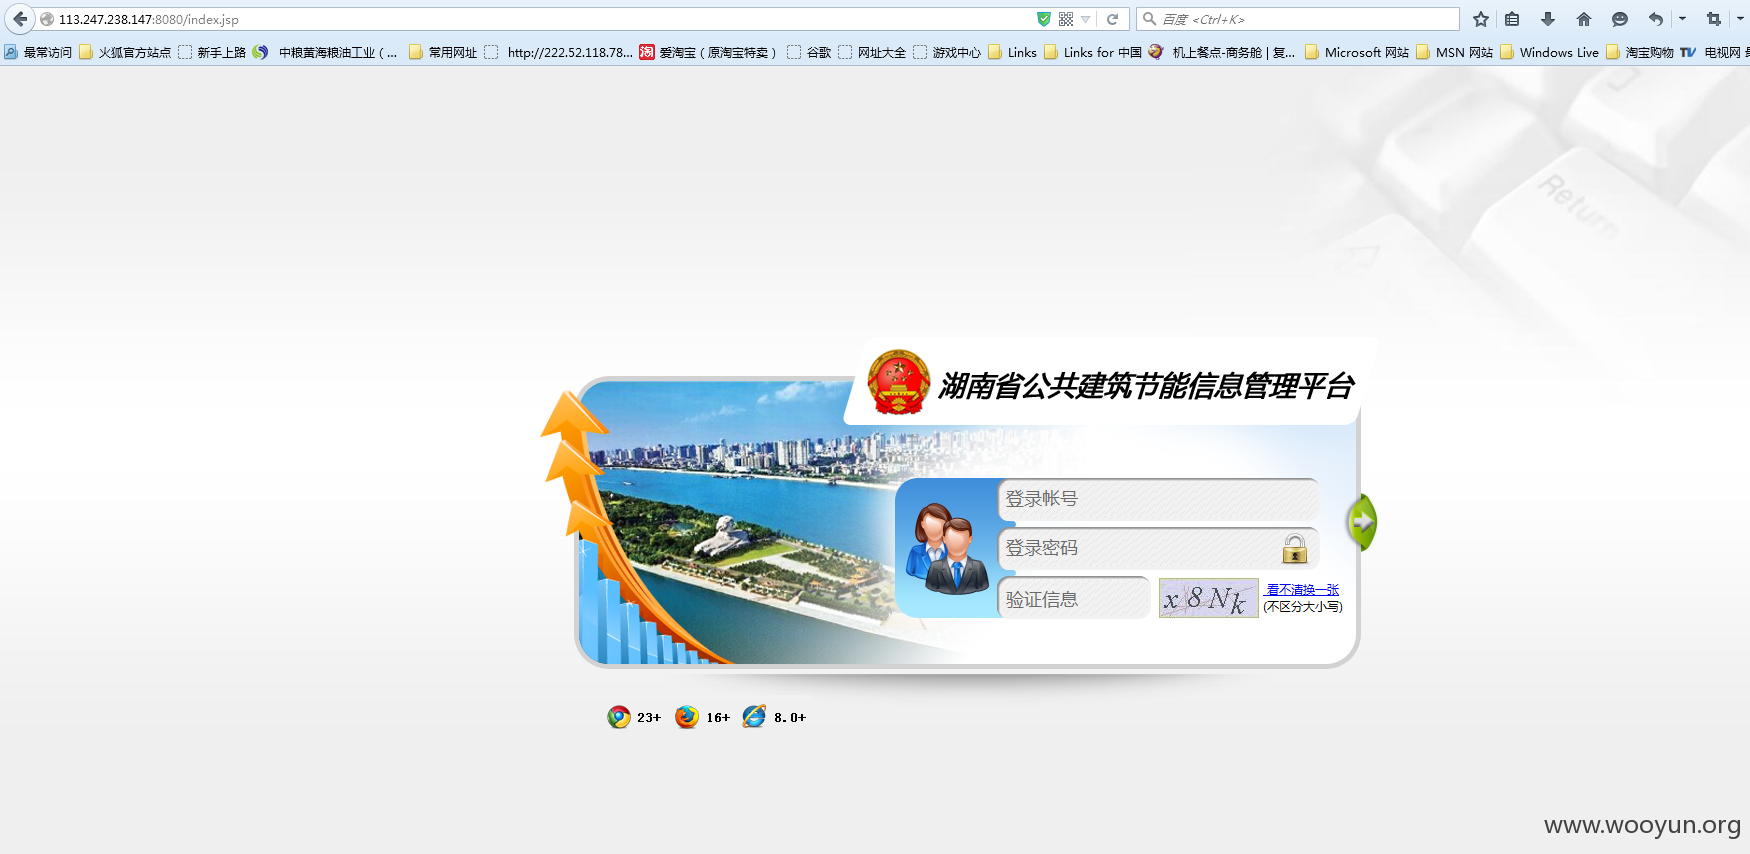 113.247.238.147:8080/index.jsp
百度 <Ctrl+K>
最常访问 火狐官方站点 新手上路 中粮黄海粮油工业（... 常用网址 http://222.52.118.78... 爱淘宝（原淘宝特卖） 谷歌 网址大全 游戏中心 Links Links for 中国 机上餐点-商务舱 | 复... Microsoft 网站 MSN 网站 Windows Live 淘宝购物 电视网
Return
湖南省公共建筑节能信息管理平台
登录帐号
登录密码
验证信息
x8Nk
看不清换一张
(不区分大小写)
23+ 16+ 8.0+
www.wooyun.org